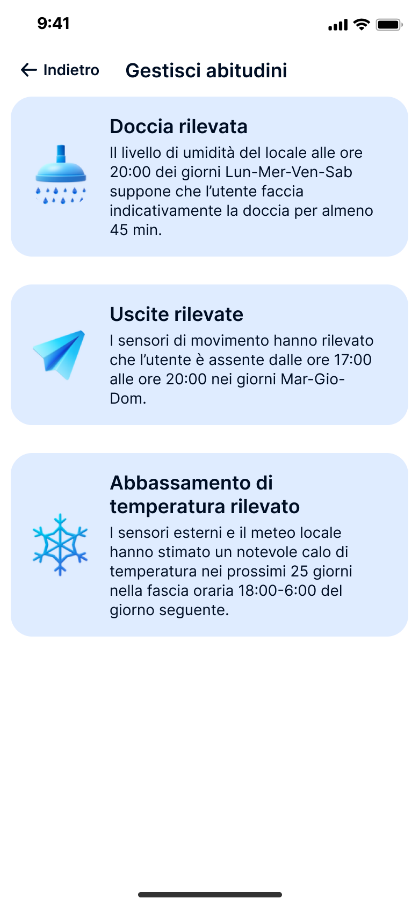 9:41
Indietro
Gestisci abitudini
Doccia rilevata
Il livello di umidità del locale alle ore
20:00 dei giorni Lun-Mer-Ven-Sab
suppone che l’utente faccia
indicativamente la doccia per almeno
45 min.
Uscite rilevate
I sensori di movimento hanno rilevato
che l’utente è assente dalle ore 17:00
alle ore 20:00 nei giorni Mar-Gio-
Dom.
Abbassamento di
temperatura rilevato
I sensori esterni e il meteo locale
hanno stimato un notevole calo di
temperatura nei prossimi 25 giorni
nella fascia oraria 18:00-6:00 del
giorno seguente.